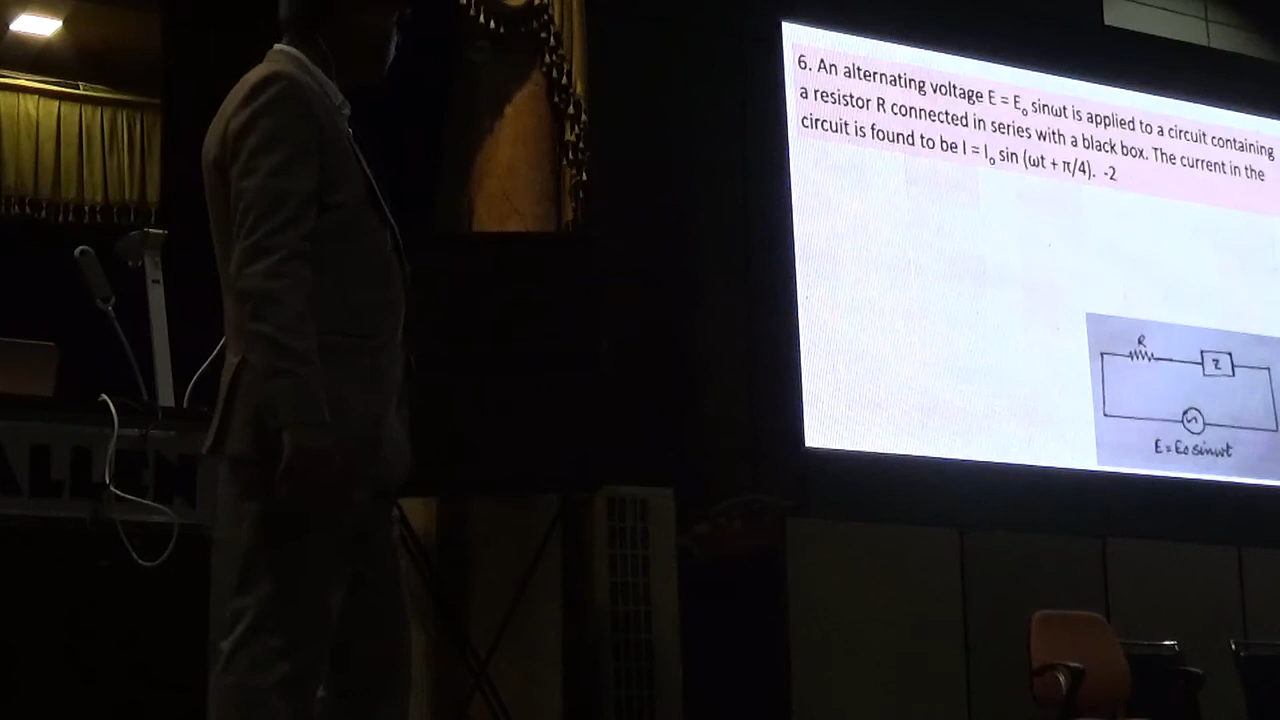 6. An alternating voltage E = E₀ sinωt is applied to a circuit containing
a resistor R connected in series with a black box. The current in the
circuit is found to be I = I₀ sin (ωt + π/4). -2
R
Z
E = E₀ sinωt
ALLEN